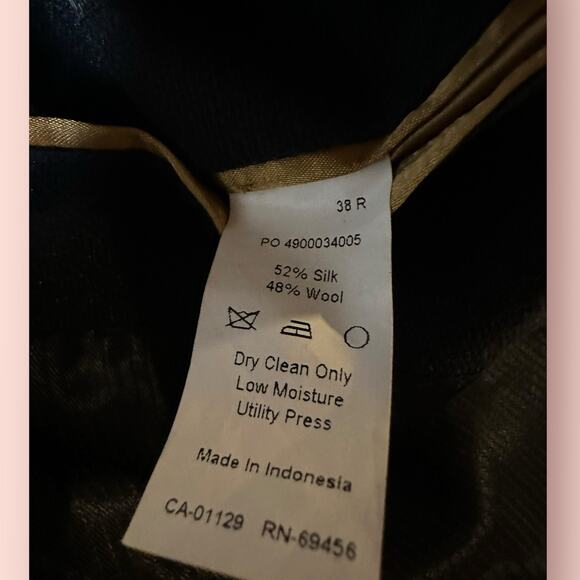 38 R
PO 4900034005
52% Silk
48% Wool
Dry Clean Only
Low Moisture
Utility Press
Made In Indonesia
CA-01129 RN-69456